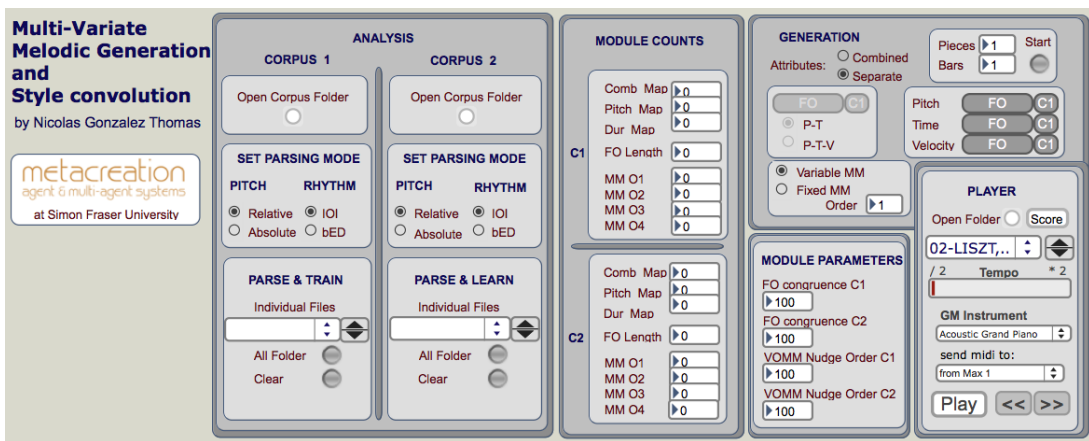 Multi-Variate
Melodic Generation
and
Style convolution
by Nicolas Gonzalez Thomas
metacreation
agent & multi-agent systems
at Simon Fraser University
ANALYSIS
CORPUS 1
Open Corpus Folder
SET PARSING MODE
PITCH RHYTHM
Relative IOI
Absolute bED
PARSE & TRAIN
Individual Files
All Folder
Clear
CORPUS 2
Open Corpus Folder
SET PARSING MODE
PITCH RHYTHM
Relative IOI
Absolute bED
PARSE & LEARN
Individual Files
All Folder
Clear
MODULE COUNTS
C1
Comb Map 0
Pitch Map 0
Dur Map 0
FO Length 0
MM O1 0
MM O2 0
MM O3 0
MM O4 0
C2
Comb Map 0
Pitch Map 0
Dur Map 0
FO Length 0
MM O1 0
MM O2 0
MM O3 0
MM O4 0
GENERATION
Attributes: Combined
Separate
Pieces 1 Start
Bars 1
FO C1
P-T
P-T-V
Pitch FO C1
Time FO C1
Velocity FO C1
Variable MM
Fixed MM
Order 1
MODULE PARAMETERS
FO congruence C1
100
FO congruence C2
100
VOMM Nudge Order C1
100
VOMM Nudge Order C2
100
PLAYER
Open Folder Score
02-LISZT,..
/ 2 Tempo * 2
GM Instrument
Acoustic Grand Piano
send midi to:
from Max 1
Play << >>